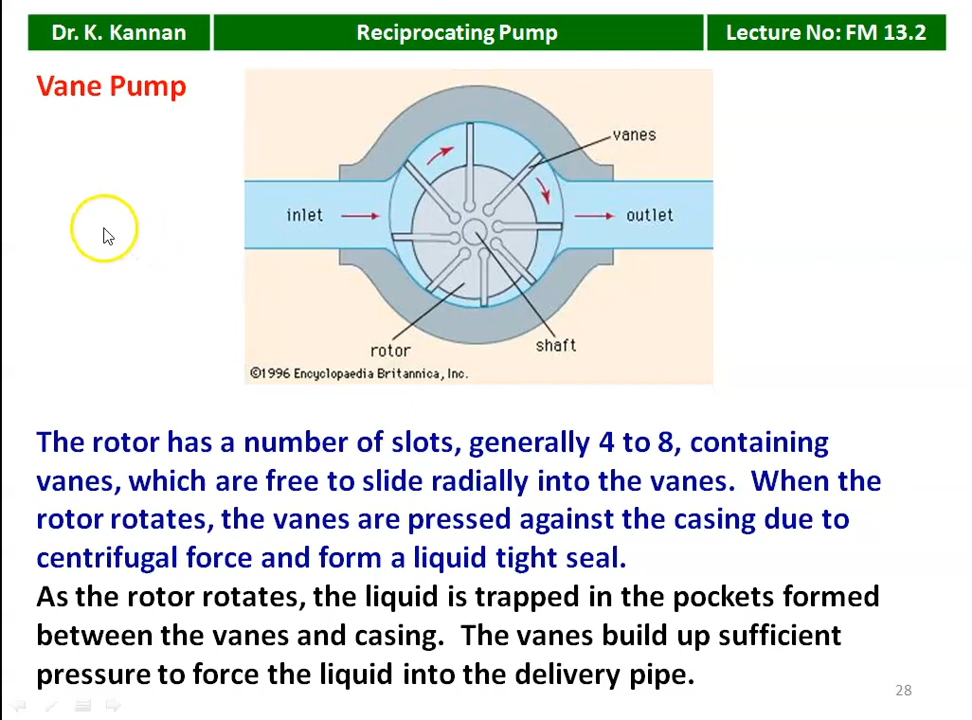 Dr. K. Kannan
Reciprocating Pump
Lecture No: FM 13.2
Vane Pump
vanes
inlet
outlet
rotor
shaft
©1996 Encyclopaedia Britannica, Inc.
The rotor has a number of slots, generally 4 to 8, containing
vanes, which are free to slide radially into the vanes. When the
rotor rotates, the vanes are pressed against the casing due to
centrifugal force and form a liquid tight seal.
As the rotor rotates, the liquid is trapped in the pockets formed
between the vanes and casing. The vanes build up sufficient
pressure to force the liquid into the delivery pipe.
28